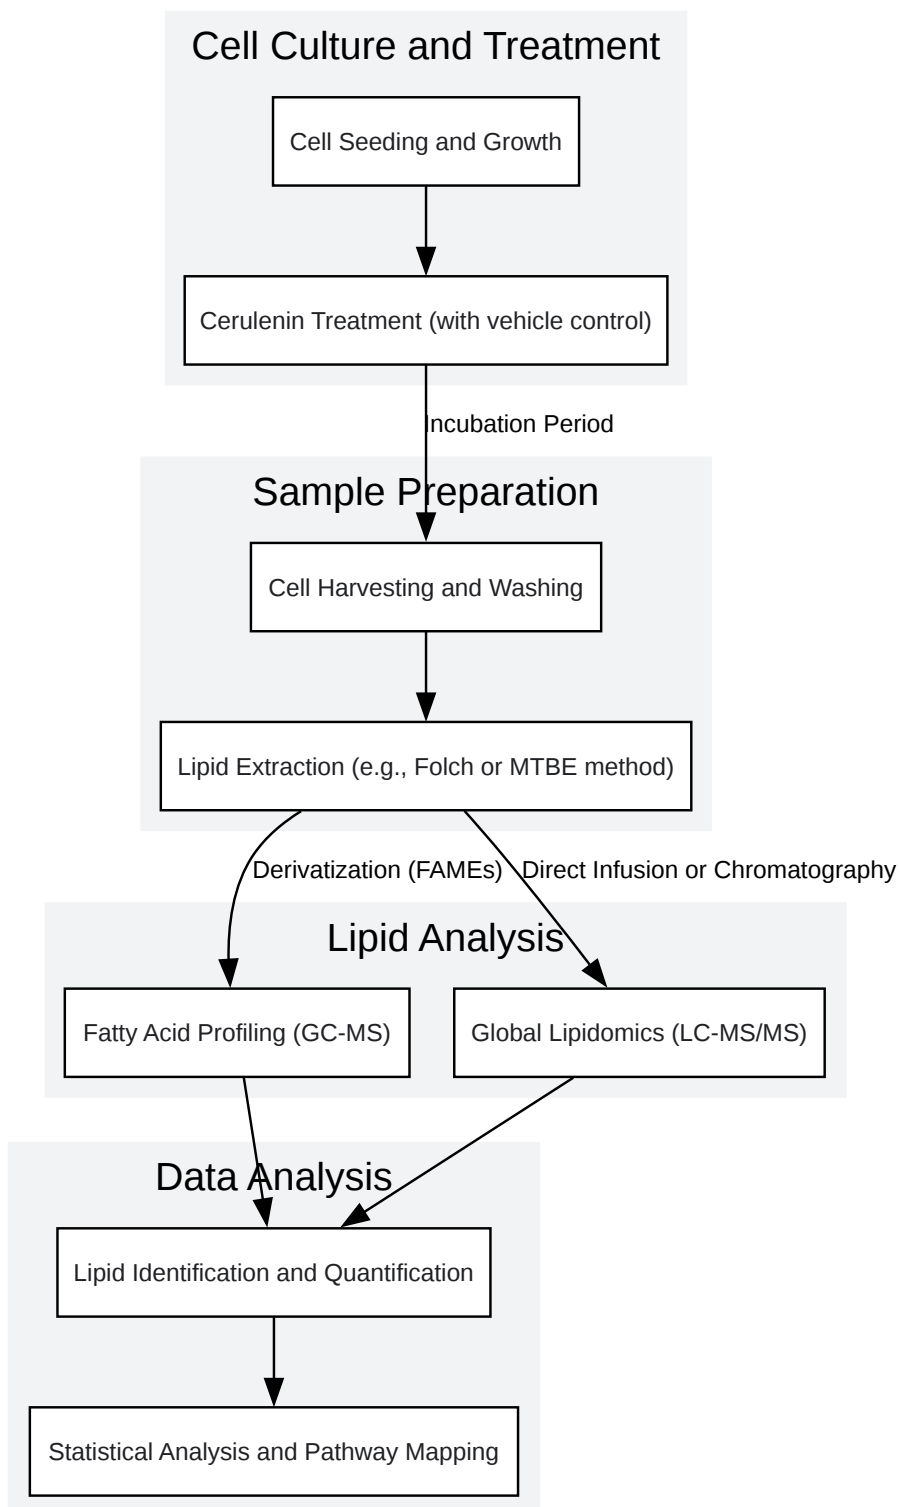 Cell Culture and Treatment
Cell Seeding and Growth
Cerulenin Treatment (with vehicle control)
Incubation Period
Sample Preparation
Cell Harvesting and Washing
Lipid Extraction (e.g., Folch or MTBE method)
Derivatization (FAMEs)
Direct Infusion or Chromatography
Lipid Analysis
Fatty Acid Profiling (GC-MS)
Global Lipidomics (LC-MS/MS)
Data Analysis
Lipid Identification and Quantification
Statistical Analysis and Pathway Mapping